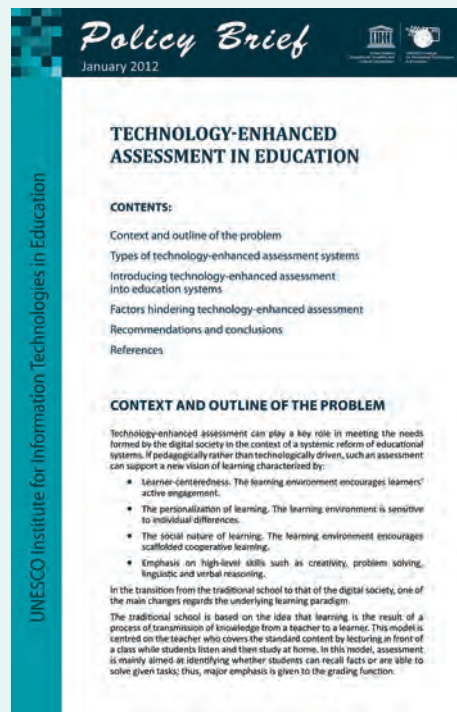 Policy Brief
January 2012
UNESCO Institute for Information Technologies in Education
TECHNOLOGY-ENHANCED
ASSESSMENT IN EDUCATION
CONTENTS:
Context and outline of the problem
Types of technology-enhanced assessment systems
Introducing technology-enhanced assessment
into education systems
Factors hindering technology-enhanced assessment
Recommendations and conclusions
References
CONTEXT AND OUTLINE OF THE PROBLEM
Technology-enhanced assessment can play a key role in meeting the needs
formed by the digital society in the context of a systemic reform of educational
systems. If pedagogically rather than technologically driven, such an assessment
can support a new vision of learning characterized by:
• Learner-centeredness. The learning environment encourages learners'
active engagement.
• The personalization of learning. The learning environment is sensitive
to individual differences.
• The social nature of learning. The learning environment encourages
scaffolded cooperative learning.
• Emphasis on high-level skills such as creativity, problem solving,
linguistic and verbal reasoning.
In the transition from the traditional school to that of the digital society, one of
the main changes regards the underlying learning paradigm.
The traditional school is based on the idea that learning is the result of a
process of transmission of knowledge from a teacher to a learner. This model is
centred on the teacher who covers the standard content by lecturing in front of
a class while students listen and then study at home. In this model, assessment
is mainly aimed at identifying whether students can recall facts or are able to
solve given tasks; thus, major emphasis is given to the grading function.